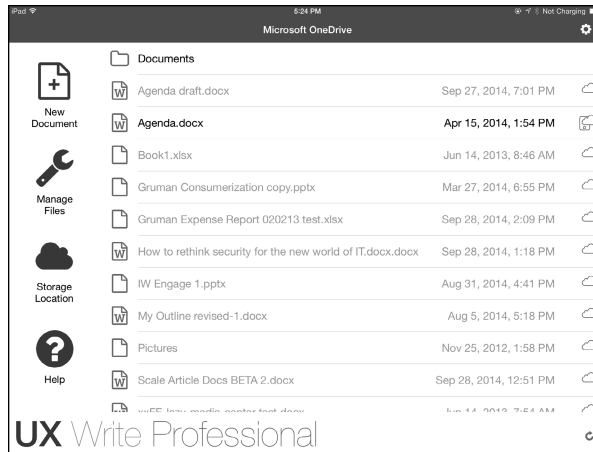 iPad 5:24 PM Not Charging
Microsoft OneDrive
New
Document
Manage
Files
Storage
Location
Help
Documents
Agenda draft.docx Sep 27, 2014, 7:01 PM
Agenda.docx Apr 15, 2014, 1:54 PM
Book1.xlsx Jun 14, 2013, 8:46 AM
Gruman Consumerization copy.pptx Mar 27, 2014, 6:55 PM
Gruman Expense Report 020213 test.xlsx Sep 28, 2014, 2:09 PM
How to rethink security for the new world of IT.docx.docx Sep 28, 2014, 1:18 PM
IW Engage 1.pptx Aug 31, 2014, 4:41 PM
My Outline revised-1.docx Aug 5, 2014, 5:18 PM
Pictures Nov 25, 2012, 1:58 PM
Scale Article Docs BETA 2.docx Sep 28, 2014, 12:51 PM
Jun 14, 2013, 7:54 AM
UX Write Professional